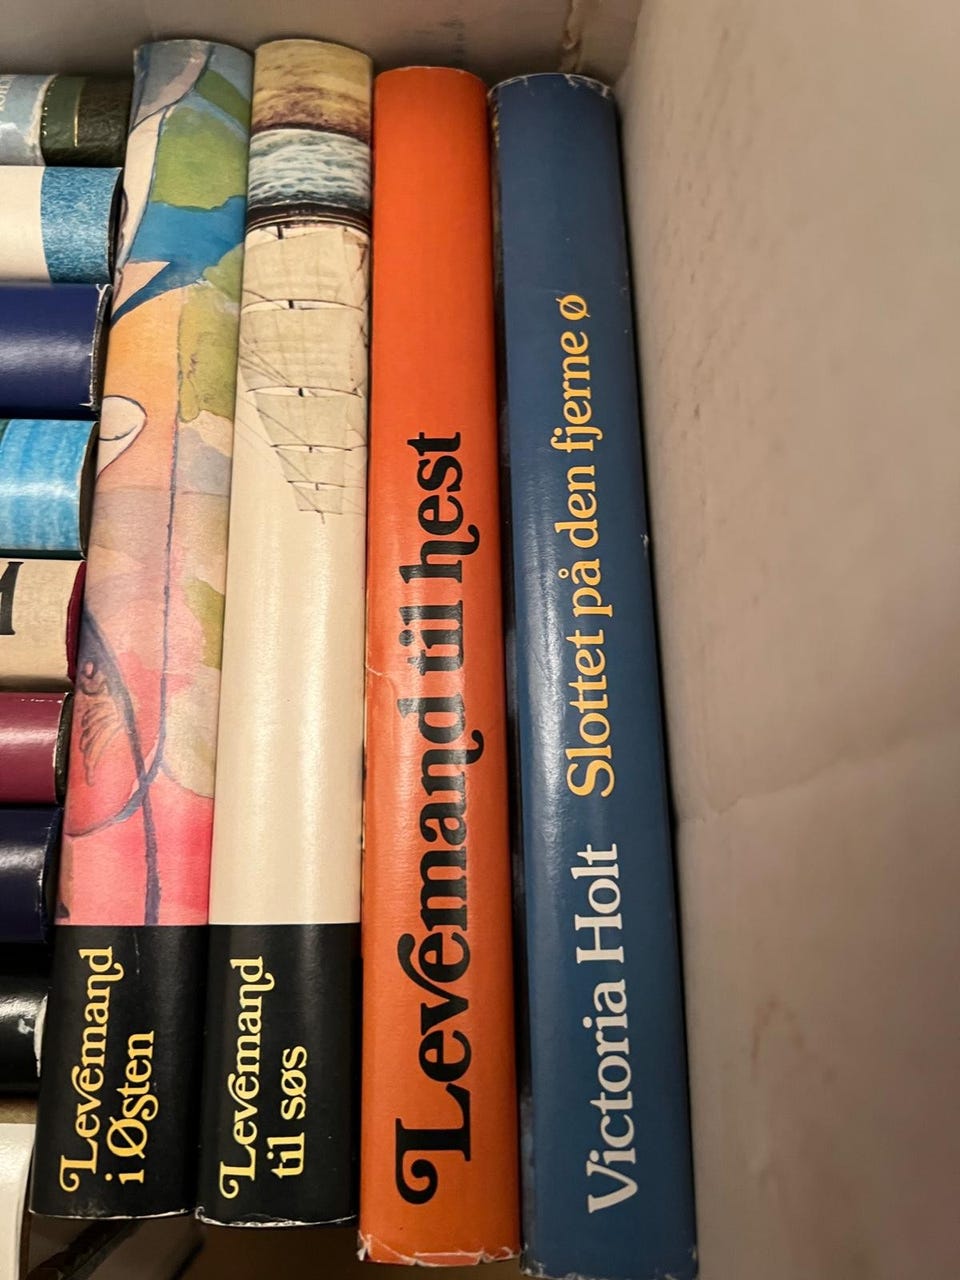 Levemand
i Østen
Levemand
til søs
Levemand til hest
Victoria Holt Slottet på den fjerne ø